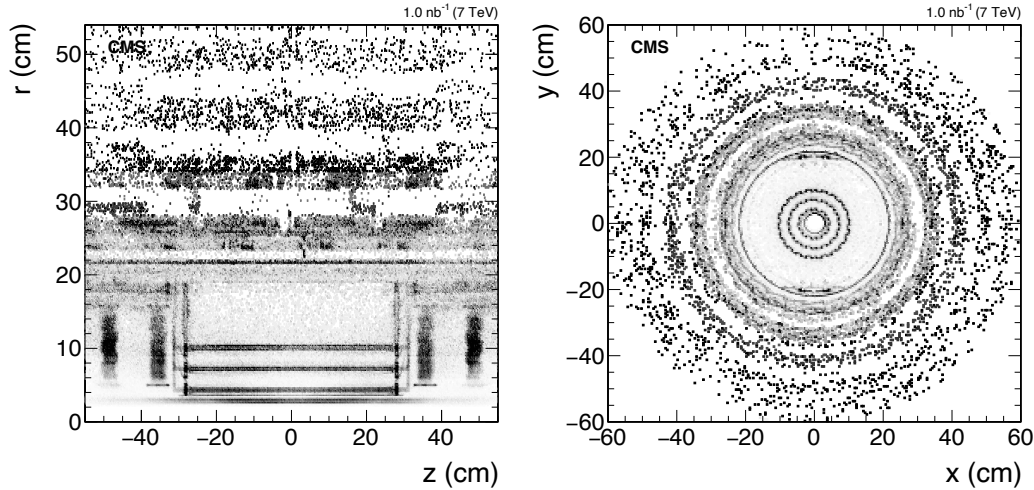 1.0 nb⁻¹ (7 TeV)
CMS
r (cm)
50
40
30
20
10
0
−40 −20 0 20 40
z (cm)
1.0 nb⁻¹ (7 TeV)
CMS
y (cm)
60
40
20
0
−20
−40
−60
−60 −40 −20 0 20 40 60
x (cm)